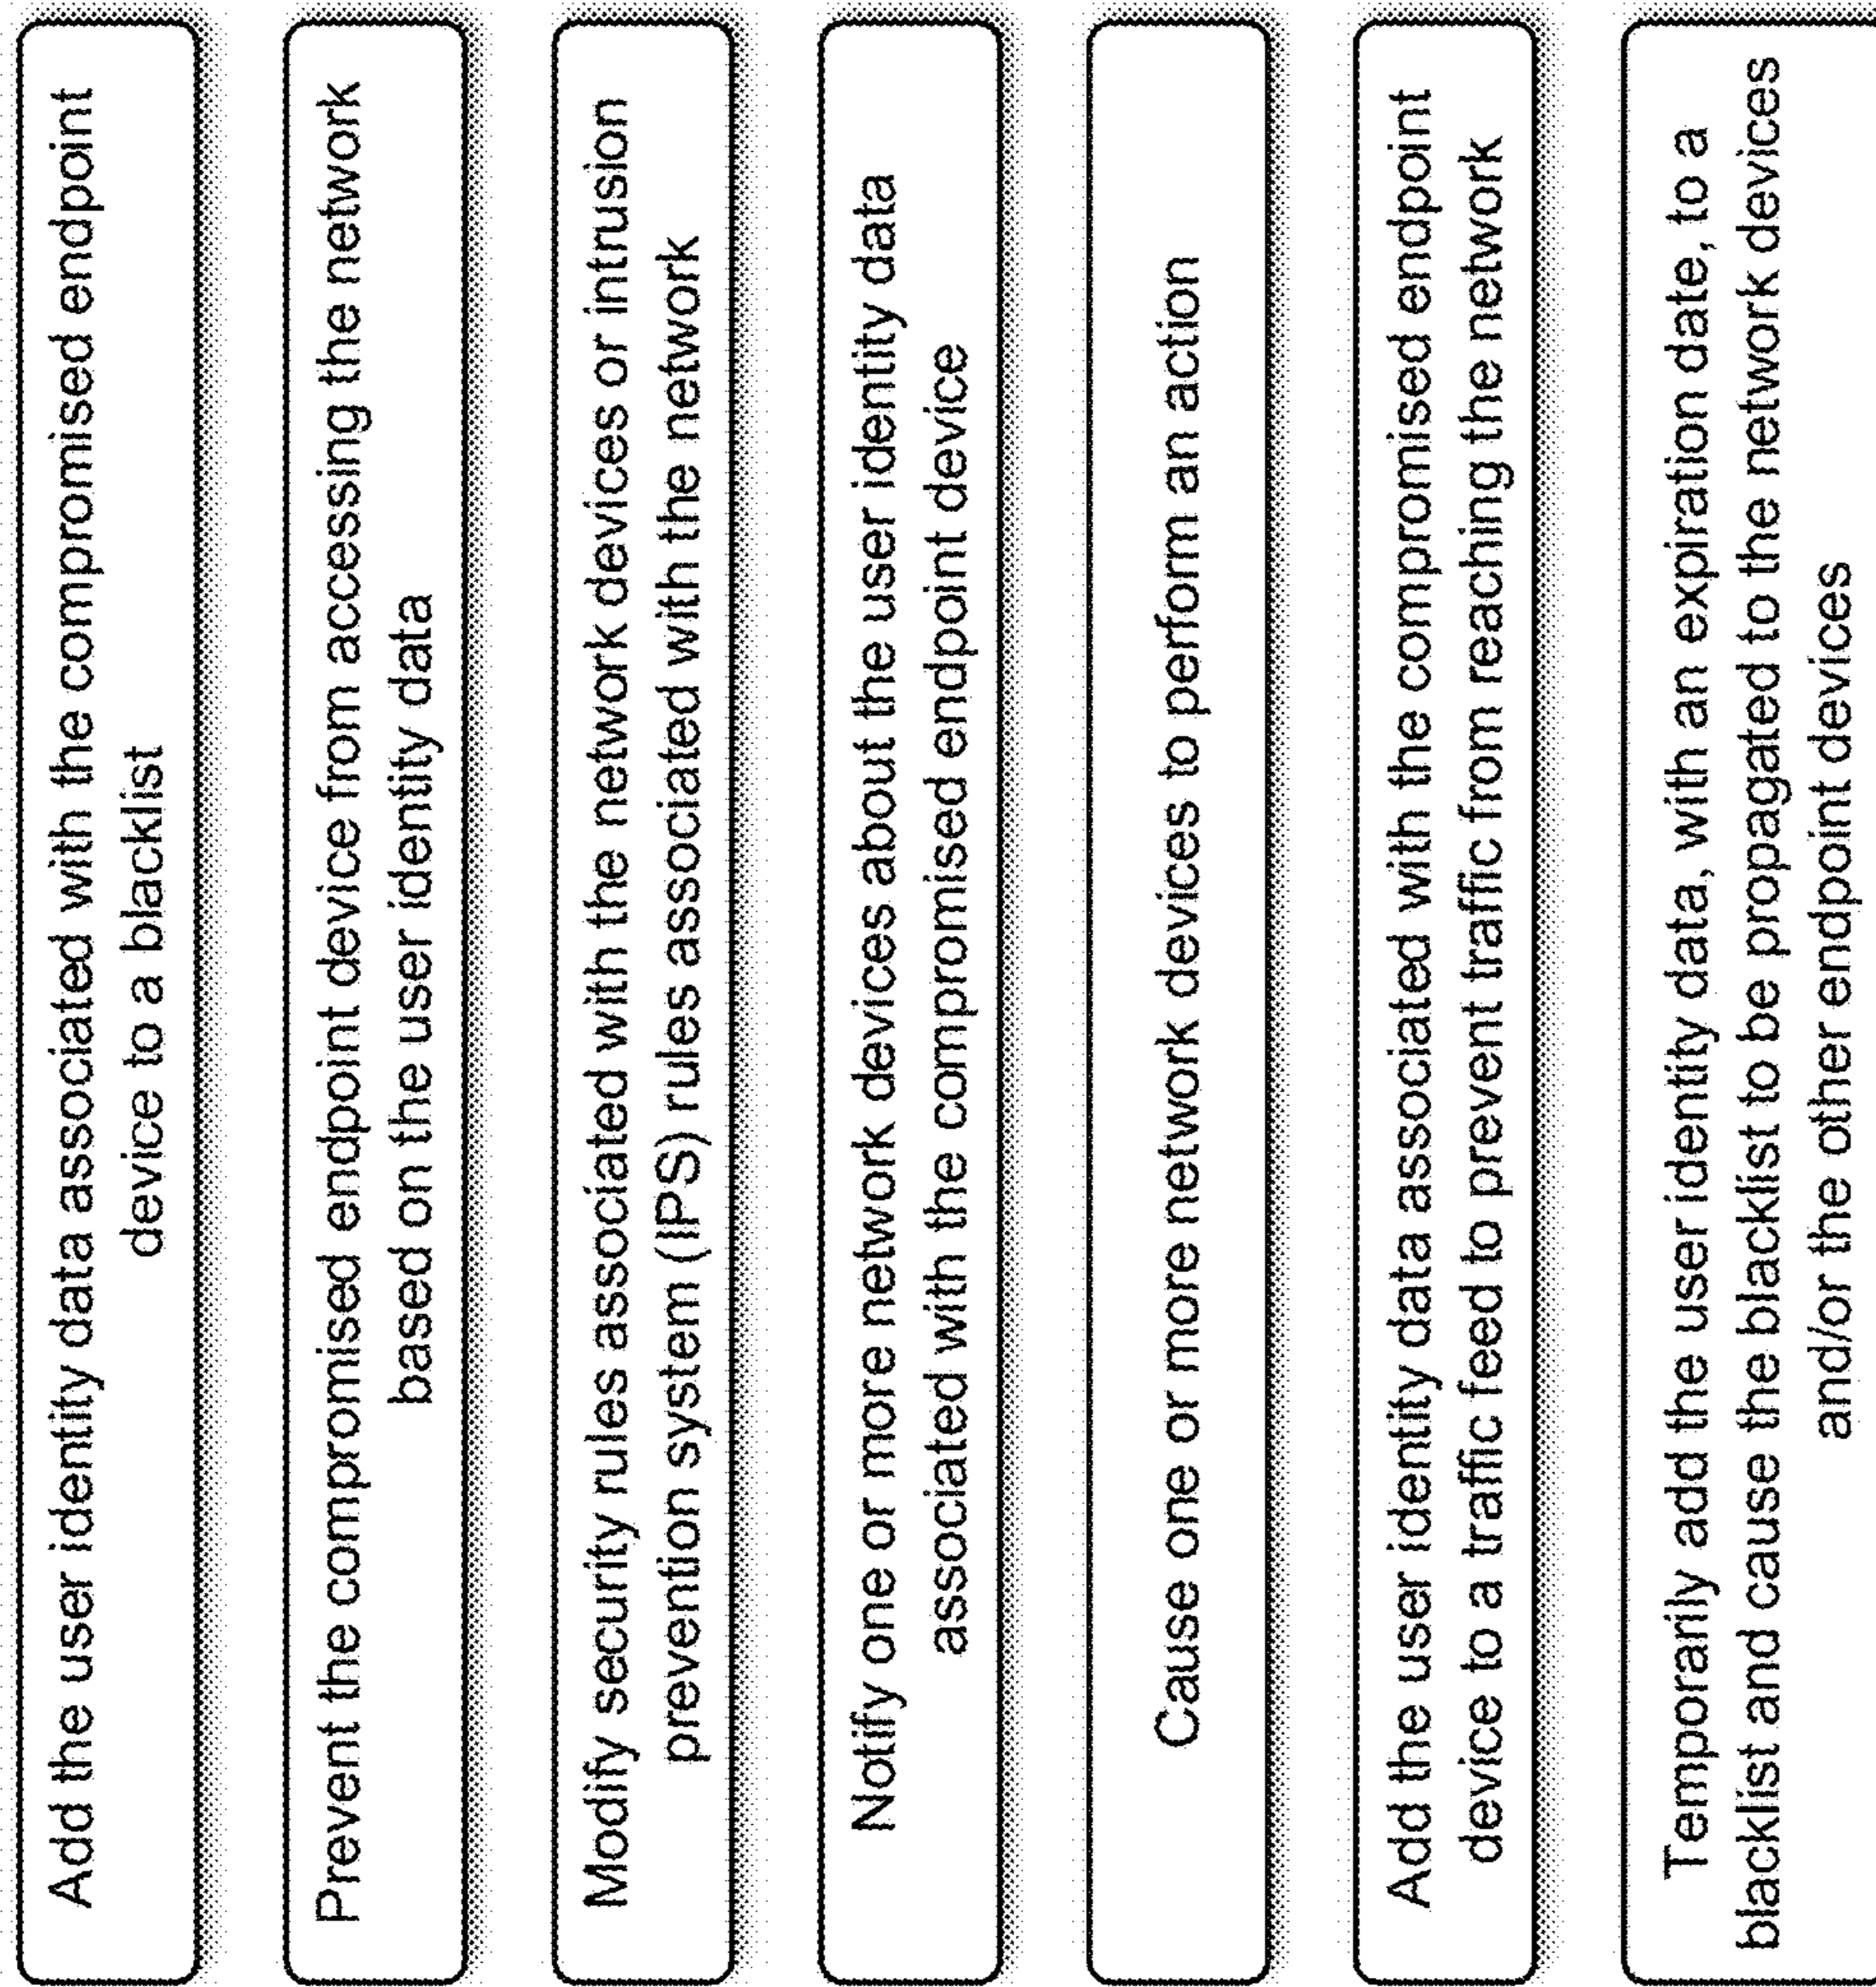 Add the user identity data associated with the compromised endpoint
device to a blacklist
Prevent the compromised endpoint device from accessing the network
based on the user identity data
Modify security rules associated with the network devices or intrusion
prevention system (IPS) rules associated with the network
Notify one or more network devices about the user identity data
associated with the compromised endpoint device
Cause one or more network devices to perform an action
Add the user identity data associated with the compromised endpoint
device to a traffic feed to prevent traffic from reaching the network
Temporarily add the user identity data, with an expiration date, to a
blacklist and cause the blacklist to be propagated to the network devices
and/or the other endpoint devices